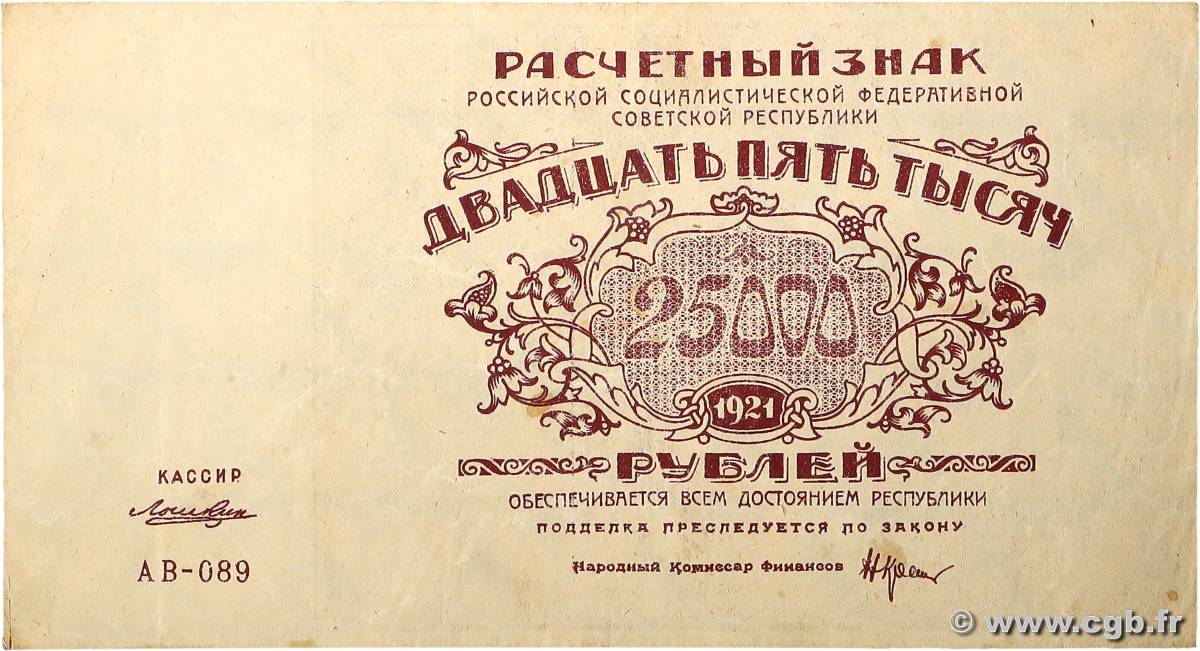 РАСЧЕТНЫЙ ЗНАК
РОССИЙСКОЙ СОЦИАЛИСТИЧЕСКОЙ ФЕДЕРАТИВНОЙ
СОВЕТСКОЙ РЕСПУБЛИКИ
ДВАДЦАТЬ ПЯТЬ ТЫСЯЧ
25000
1921
РУБЛЕЙ
ОБЕСПЕЧИВАЕТСЯ ВСЕМ ДОСТОЯНИЕМ РЕСПУБЛИКИ
ПОДДЕЛКА ПРЕСЛЕДУЕТСЯ ПО ЗАКОНУ
Народный Комиссар Финансов
КАССИР
АВ-089
© www.cgb.fr